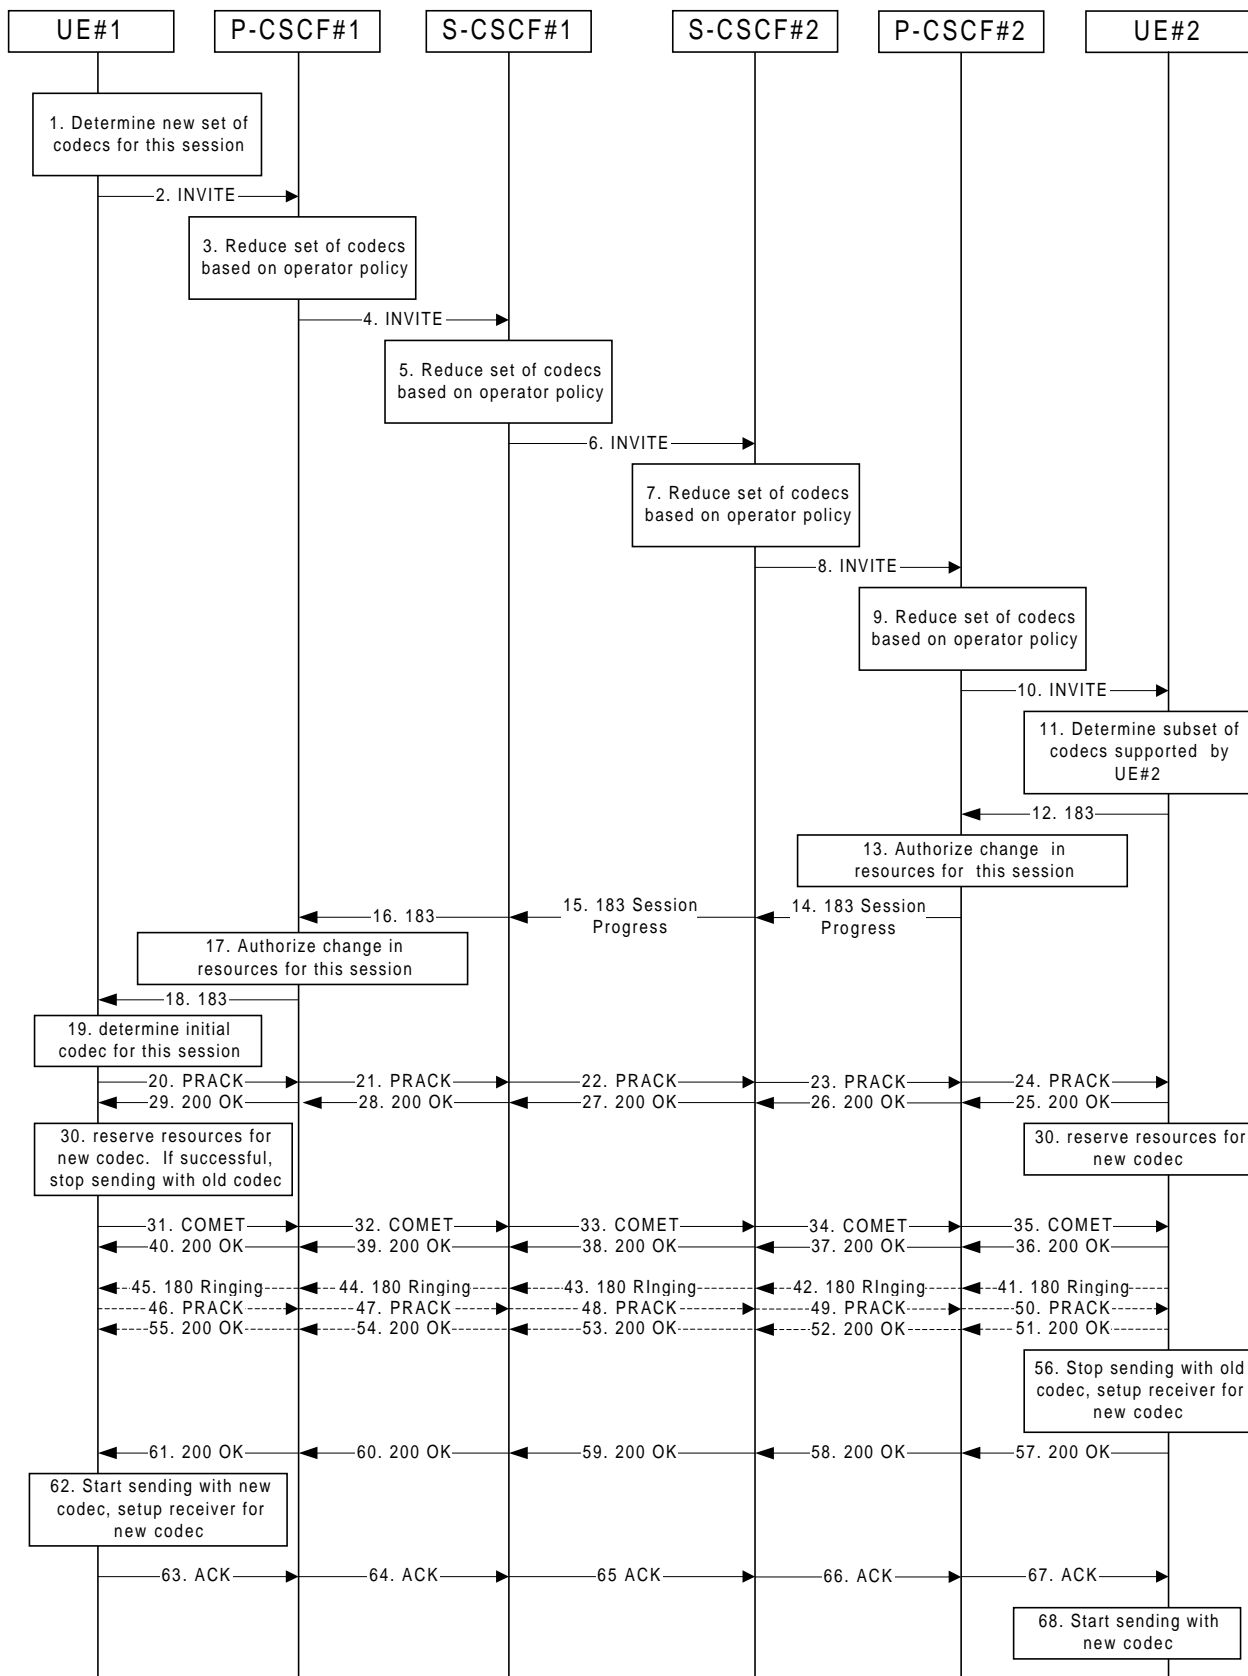 UE#1 P-CSCF#1 S-CSCF#1 S-CSCF#2 P-CSCF#2 UE#2
1. Determine new set of
codecs for this session
2. INVITE
3. Reduce set of codecs
based on operator policy
4. INVITE
5. Reduce set of codecs
based on operator policy
6. INVITE
7. Reduce set of codecs
based on operator policy
8. INVITE
9. Reduce set of codecs
based on operator policy
10. INVITE
11. Determine subset of
codecs supported by
UE#2
12. 183
13. Authorize change in
resources for this session
14. 183 Session
Progress
15. 183 Session
Progress
16. 183
17. Authorize change in
resources for this session
18. 183
19. determine initial
codec for this session
20. PRACK 21. PRACK 22. PRACK 23. PRACK 24. PRACK
29. 200 OK 28. 200 OK 27. 200 OK 26. 200 OK 25. 200 OK
30. reserve resources for
new codec. If successful,
stop sending with old codec
30. reserve resources for
new codec
31. COMET 32. COMET 33. COMET 34. COMET 35. COMET
40. 200 OK 39. 200 OK 38. 200 OK 37. 200 OK 36. 200 OK
45. 180 Ringing 44. 180 Ringing 43. 180 RInging 42. 180 RInging 41. 180 Ringing
46. PRACK 47. PRACK 48. PRACK 49. PRACK 50. PRACK
55. 200 OK 54. 200 OK 53. 200 OK 52. 200 OK 51. 200 OK
56. Stop sending with old
codec, setup receiver for
new codec
61. 200 OK 60. 200 OK 59. 200 OK 58. 200 OK 57. 200 OK
62. Start sending with new
codec, setup receiver for
new codec
63. ACK 64. ACK 65 ACK 66. ACK 67. ACK
68. Start sending with
new codec